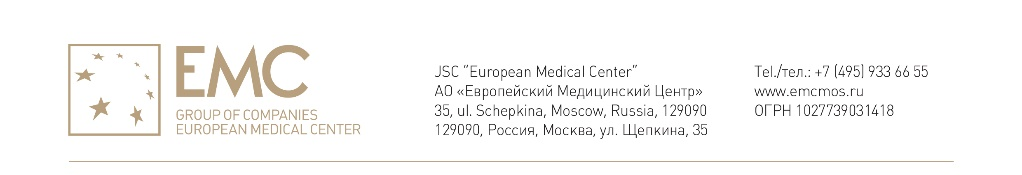 EMC
GROUP OF COMPANIES
EUROPEAN MEDICAL CENTER
JSC “European Medical Center”
АО «Европейский Медицинский Центр»
35, ul. Schepkina, Moscow, Russia, 129090
129090, Россия, Москва, ул. Щепкина, 35
Tel./тел.: +7 (495) 933 66 55
www.emcmos.ru
ОГРН 1027739031418